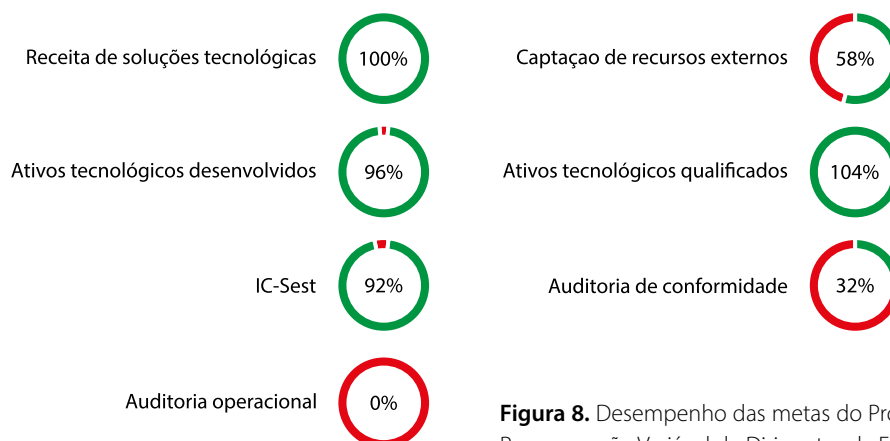 Receita de soluções tecnológicas 100%
Captaçao de recursos externos 58%
Ativos tecnológicos desenvolvidos 96%
Ativos tecnológicos qualificados 104%
IC-Sest 92%
Auditoria de conformidade 32%
Auditoria operacional 0%
Figura 8. Desempenho das metas do